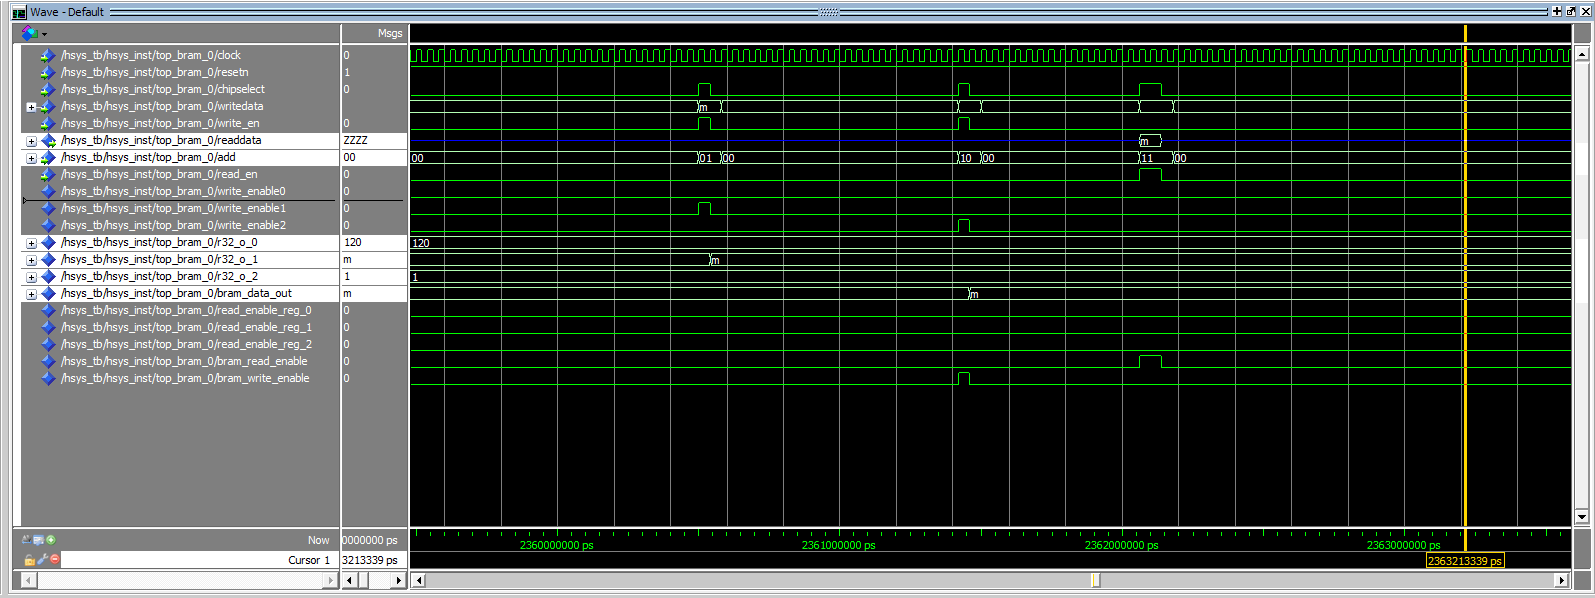 Wave - Default
Msgs
/hsys_tb/hsys_inst/top_bram_0/clock 0
/hsys_tb/hsys_inst/top_bram_0/resetn 1
/hsys_tb/hsys_inst/top_bram_0/chipselect 0
/hsys_tb/hsys_inst/top_bram_0/writedata m
/hsys_tb/hsys_inst/top_bram_0/write_en 0
/hsys_tb/hsys_inst/top_bram_0/readdata ZZZZ m
/hsys_tb/hsys_inst/top_bram_0/add 00 00 01 00 10 00 11 00
/hsys_tb/hsys_inst/top_bram_0/read_en 0
/hsys_tb/hsys_inst/top_bram_0/write_enable0 0
/hsys_tb/hsys_inst/top_bram_0/write_enable1 0
/hsys_tb/hsys_inst/top_bram_0/write_enable2 0
/hsys_tb/hsys_inst/top_bram_0/r32_o_0 120 120
/hsys_tb/hsys_inst/top_bram_0/r32_o_1 m m
/hsys_tb/hsys_inst/top_bram_0/r32_o_2 1 1
/hsys_tb/hsys_inst/top_bram_0/bram_data_out m m
/hsys_tb/hsys_inst/top_bram_0/read_enable_reg_0 0
/hsys_tb/hsys_inst/top_bram_0/read_enable_reg_1 0
/hsys_tb/hsys_inst/top_bram_0/read_enable_reg_2 0
/hsys_tb/hsys_inst/top_bram_0/bram_read_enable 0
/hsys_tb/hsys_inst/top_bram_0/bram_write_enable 0
Now 0000000 ps 2360000000 ps 2361000000 ps 2362000000 ps 2363000000 ps
Cursor 1 3213339 ps 2363213339 ps